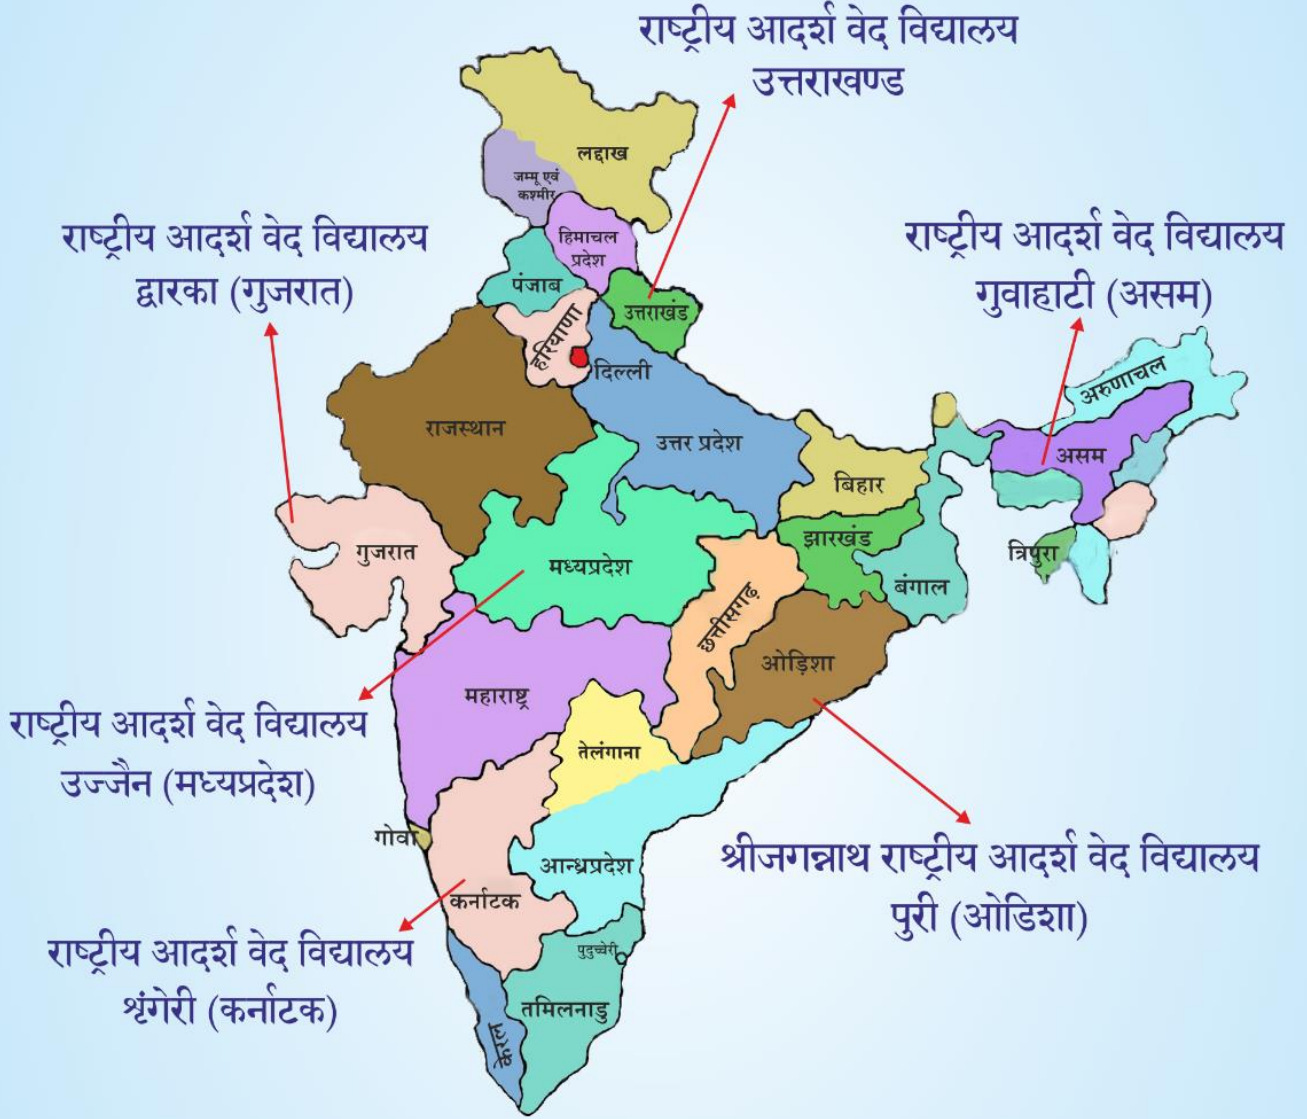 राष्ट्रीय आदर्श वेद विद्यालय
उत्तराखण्ड
लद्दाख
जम्मू एवं
कश्मीर
राष्ट्रीय आदर्श वेद विद्यालय
द्वारका (गुजरात)
हिमाचल
प्रदेश
राष्ट्रीय आदर्श वेद विद्यालय
गुवाहाटी (असम)
पंजाब
उत्तराखंड
हरियाणा
दिल्ली
अरुणाचल
राजस्थान
उत्तर प्रदेश
असम
बिहार
झारखंड
त्रिपुरा
गुजरात
मध्यप्रदेश
बंगाल
छत्तीसगढ़
ओड़िशा
महाराष्ट्र
राष्ट्रीय आदर्श वेद विद्यालय
उज्जैन (मध्यप्रदेश)
तेलंगाना
गोवा
आन्ध्रप्रदेश
श्रीजगन्नाथ राष्ट्रीय आदर्श वेद विद्यालय
पुरी (ओडिशा)
कर्नाटक
राष्ट्रीय आदर्श वेद विद्यालय
शृंगेरी (कर्नाटक)
पुदुच्चेरी
तमिलनाडु
केरल